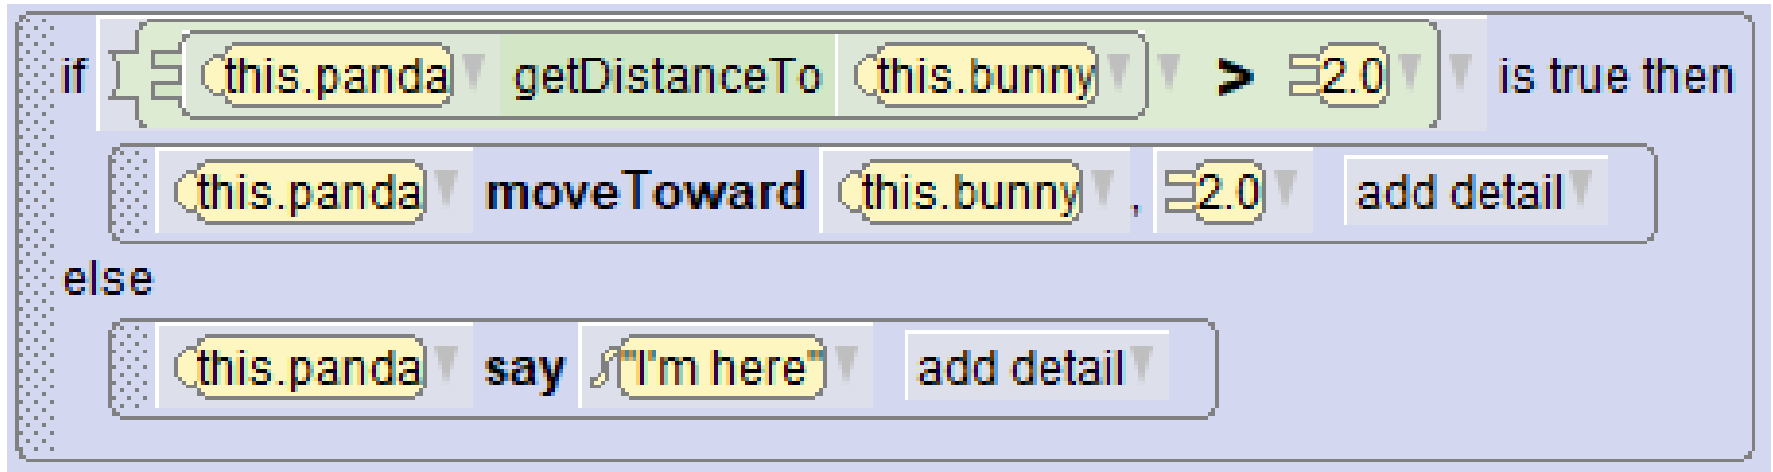 if this.panda getDistanceTo this.bunny > 2.0 is true then
this.panda moveToward this.bunny , 2.0 add detail
else
this.panda say "I'm here" add detail